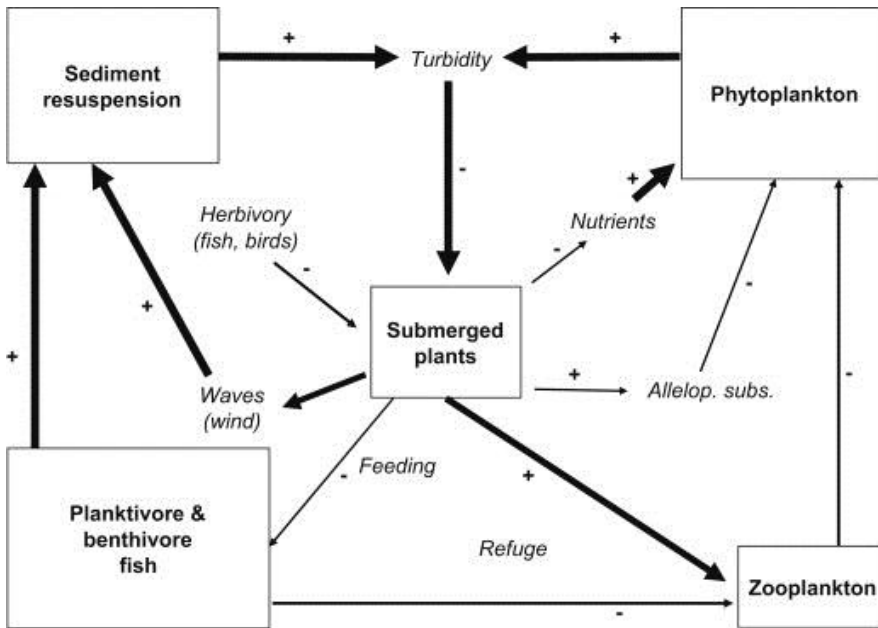 +
+
Sediment
resuspension
Turbidity
Phytoplankton
-
+
Herbivory
(fish, birds)
Nutrients
-
-
-
+
Submerged
plants
+
+
Waves
(wind)
Allelop. subs.
-
-
Feeding
+
Planktivore &
benthivore
fish
Refuge
Zooplankton
-